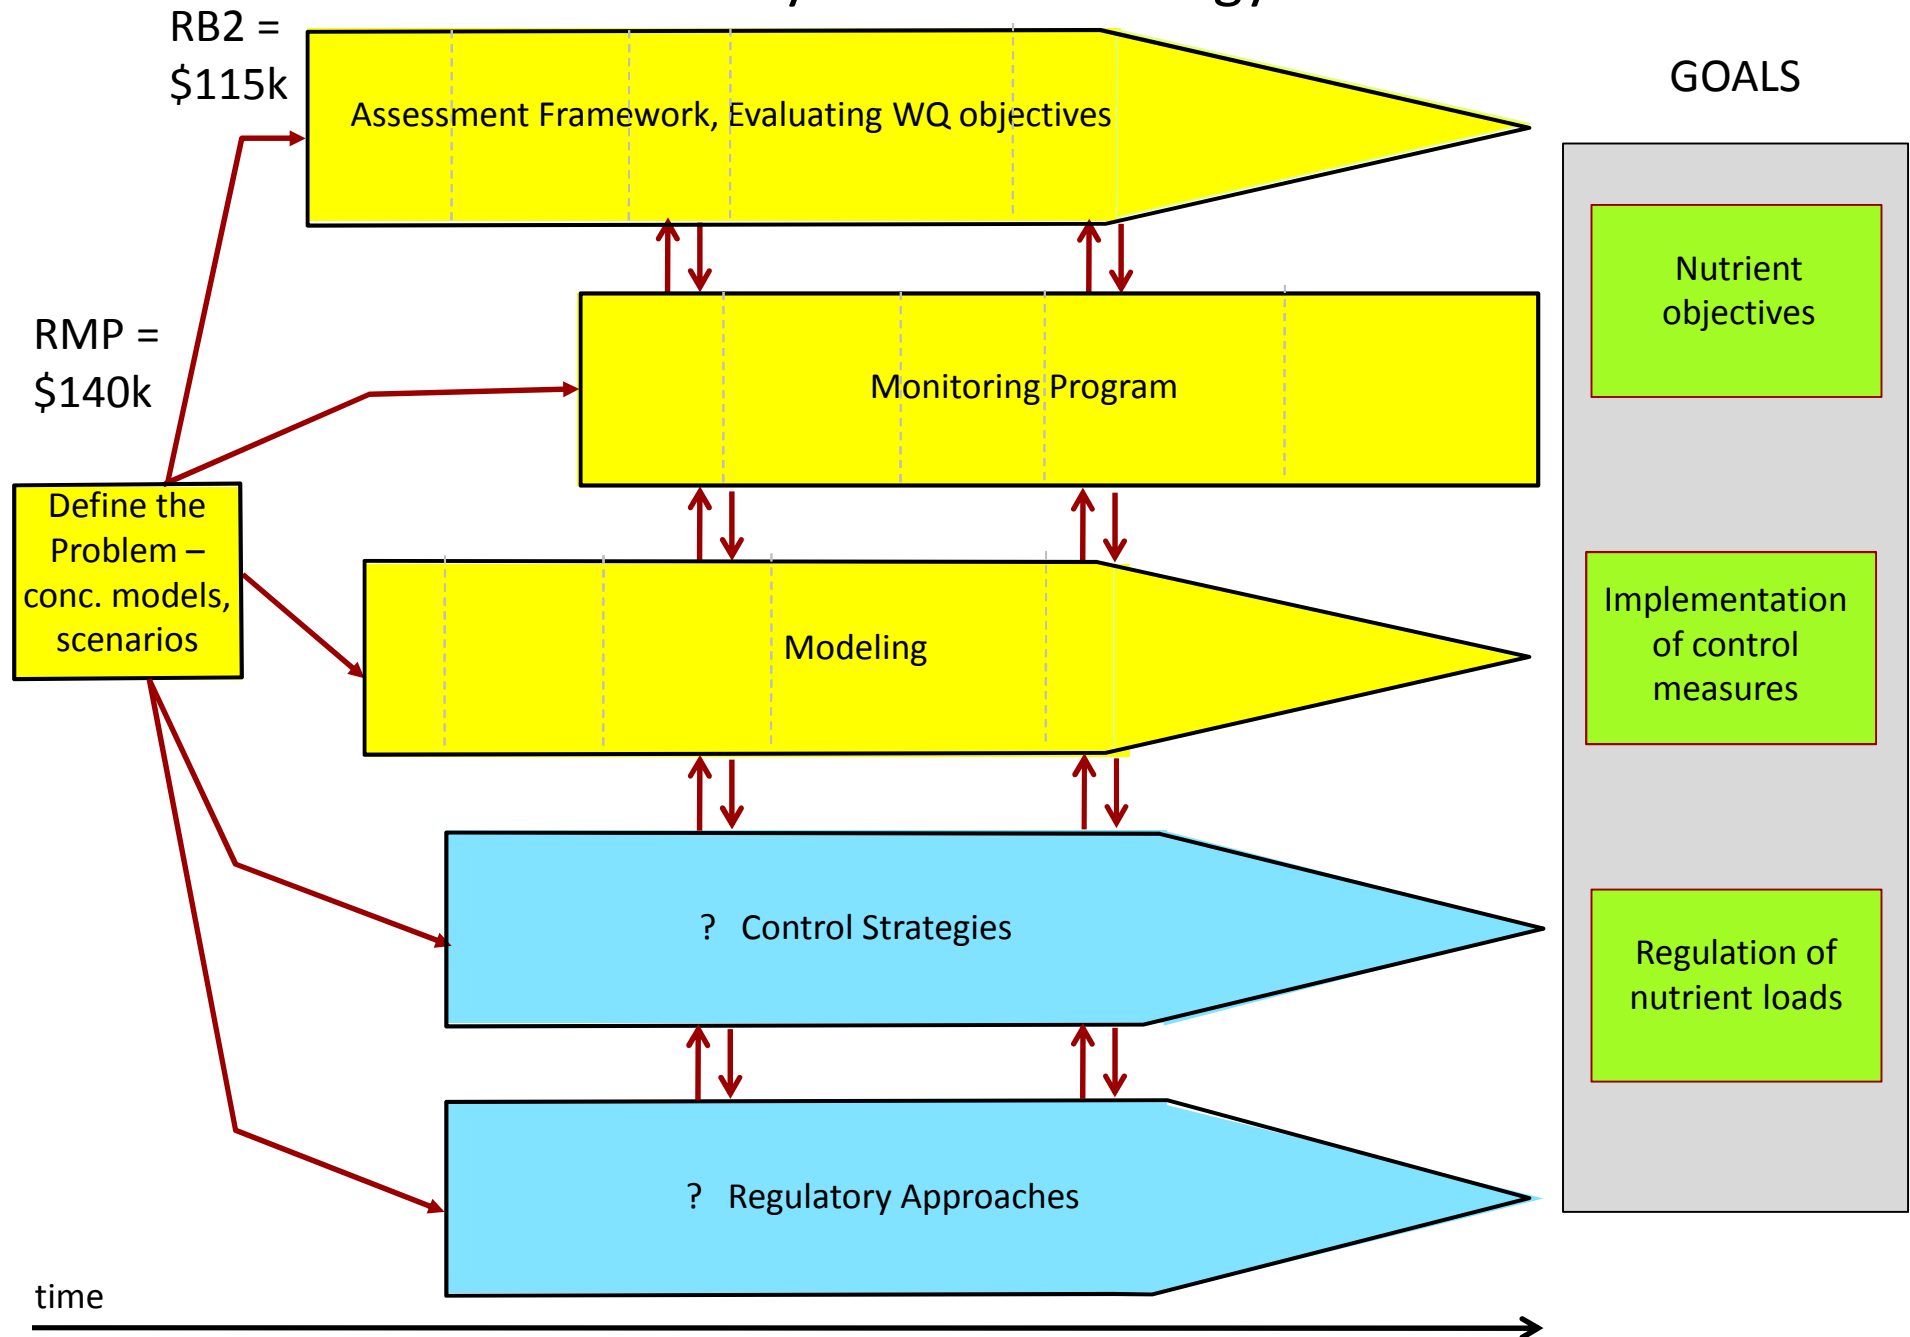 RB2 =
$115k
GOALS
Assessment Framework, Evaluating WQ objectives
Nutrient
objectives
RMP =
$140k
Monitoring Program
Define the
Problem –
conc. models,
scenarios
Implementation
of control
measures
Modeling
? Control Strategies
Regulation of
nutrient loads
? Regulatory Approaches
time